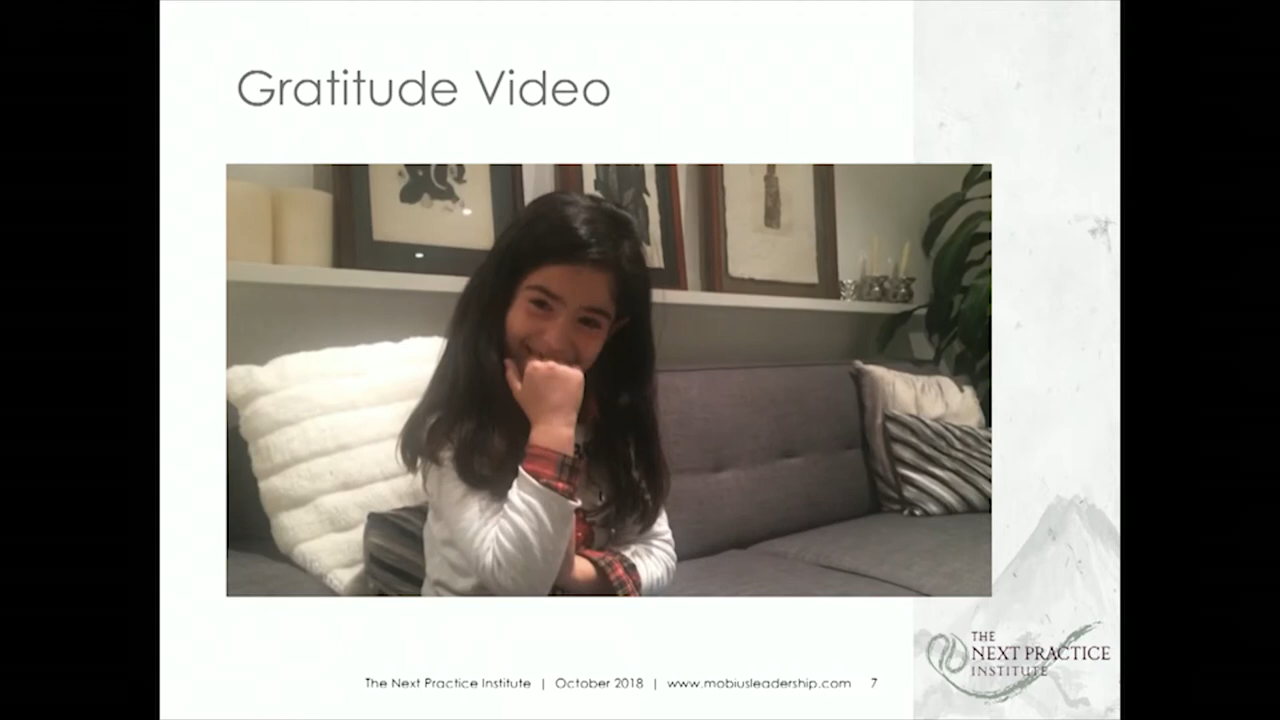 Gratitude Video
THE
NEXT PRACTICE
INSTITUTE
The Next Practice Institute | October 2018 | www.mobiusleadership.com 7